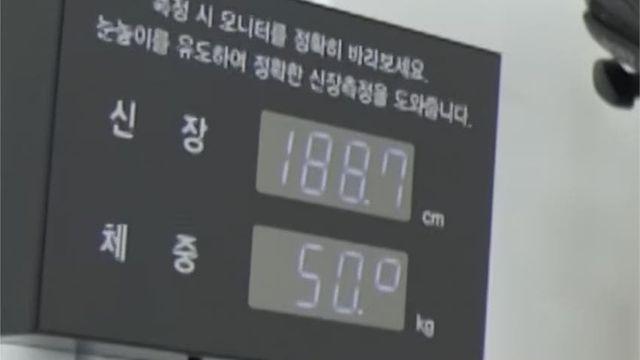 측정 시 모니터를 정확히 바라보세요.
눈높이를 유도하여 정확한 신장측정을 도와줍니다.
신 장 188.7 cm
체 중 50.0 kg